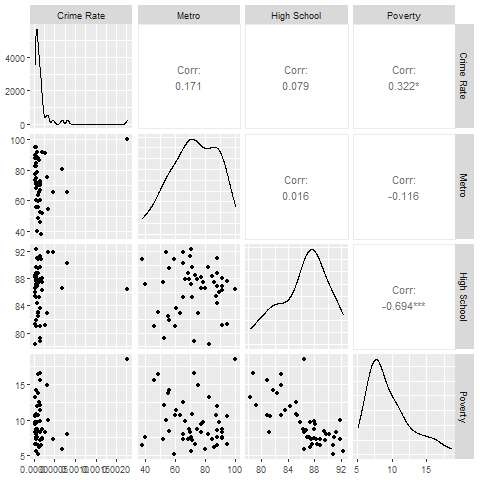 Crime Rate Metro High School Poverty
6000
4000
2000
0
Corr:
0.171
Corr:
0.079
Corr:
0.322*
Crime Rate
100
80
60
40
Corr:
0.016
Corr:
-0.116
Metro
92
88
84
80
Corr:
-0.694***
High School
15
10
5
Poverty
40 60 80 100 80 84 88 92 5 10 15